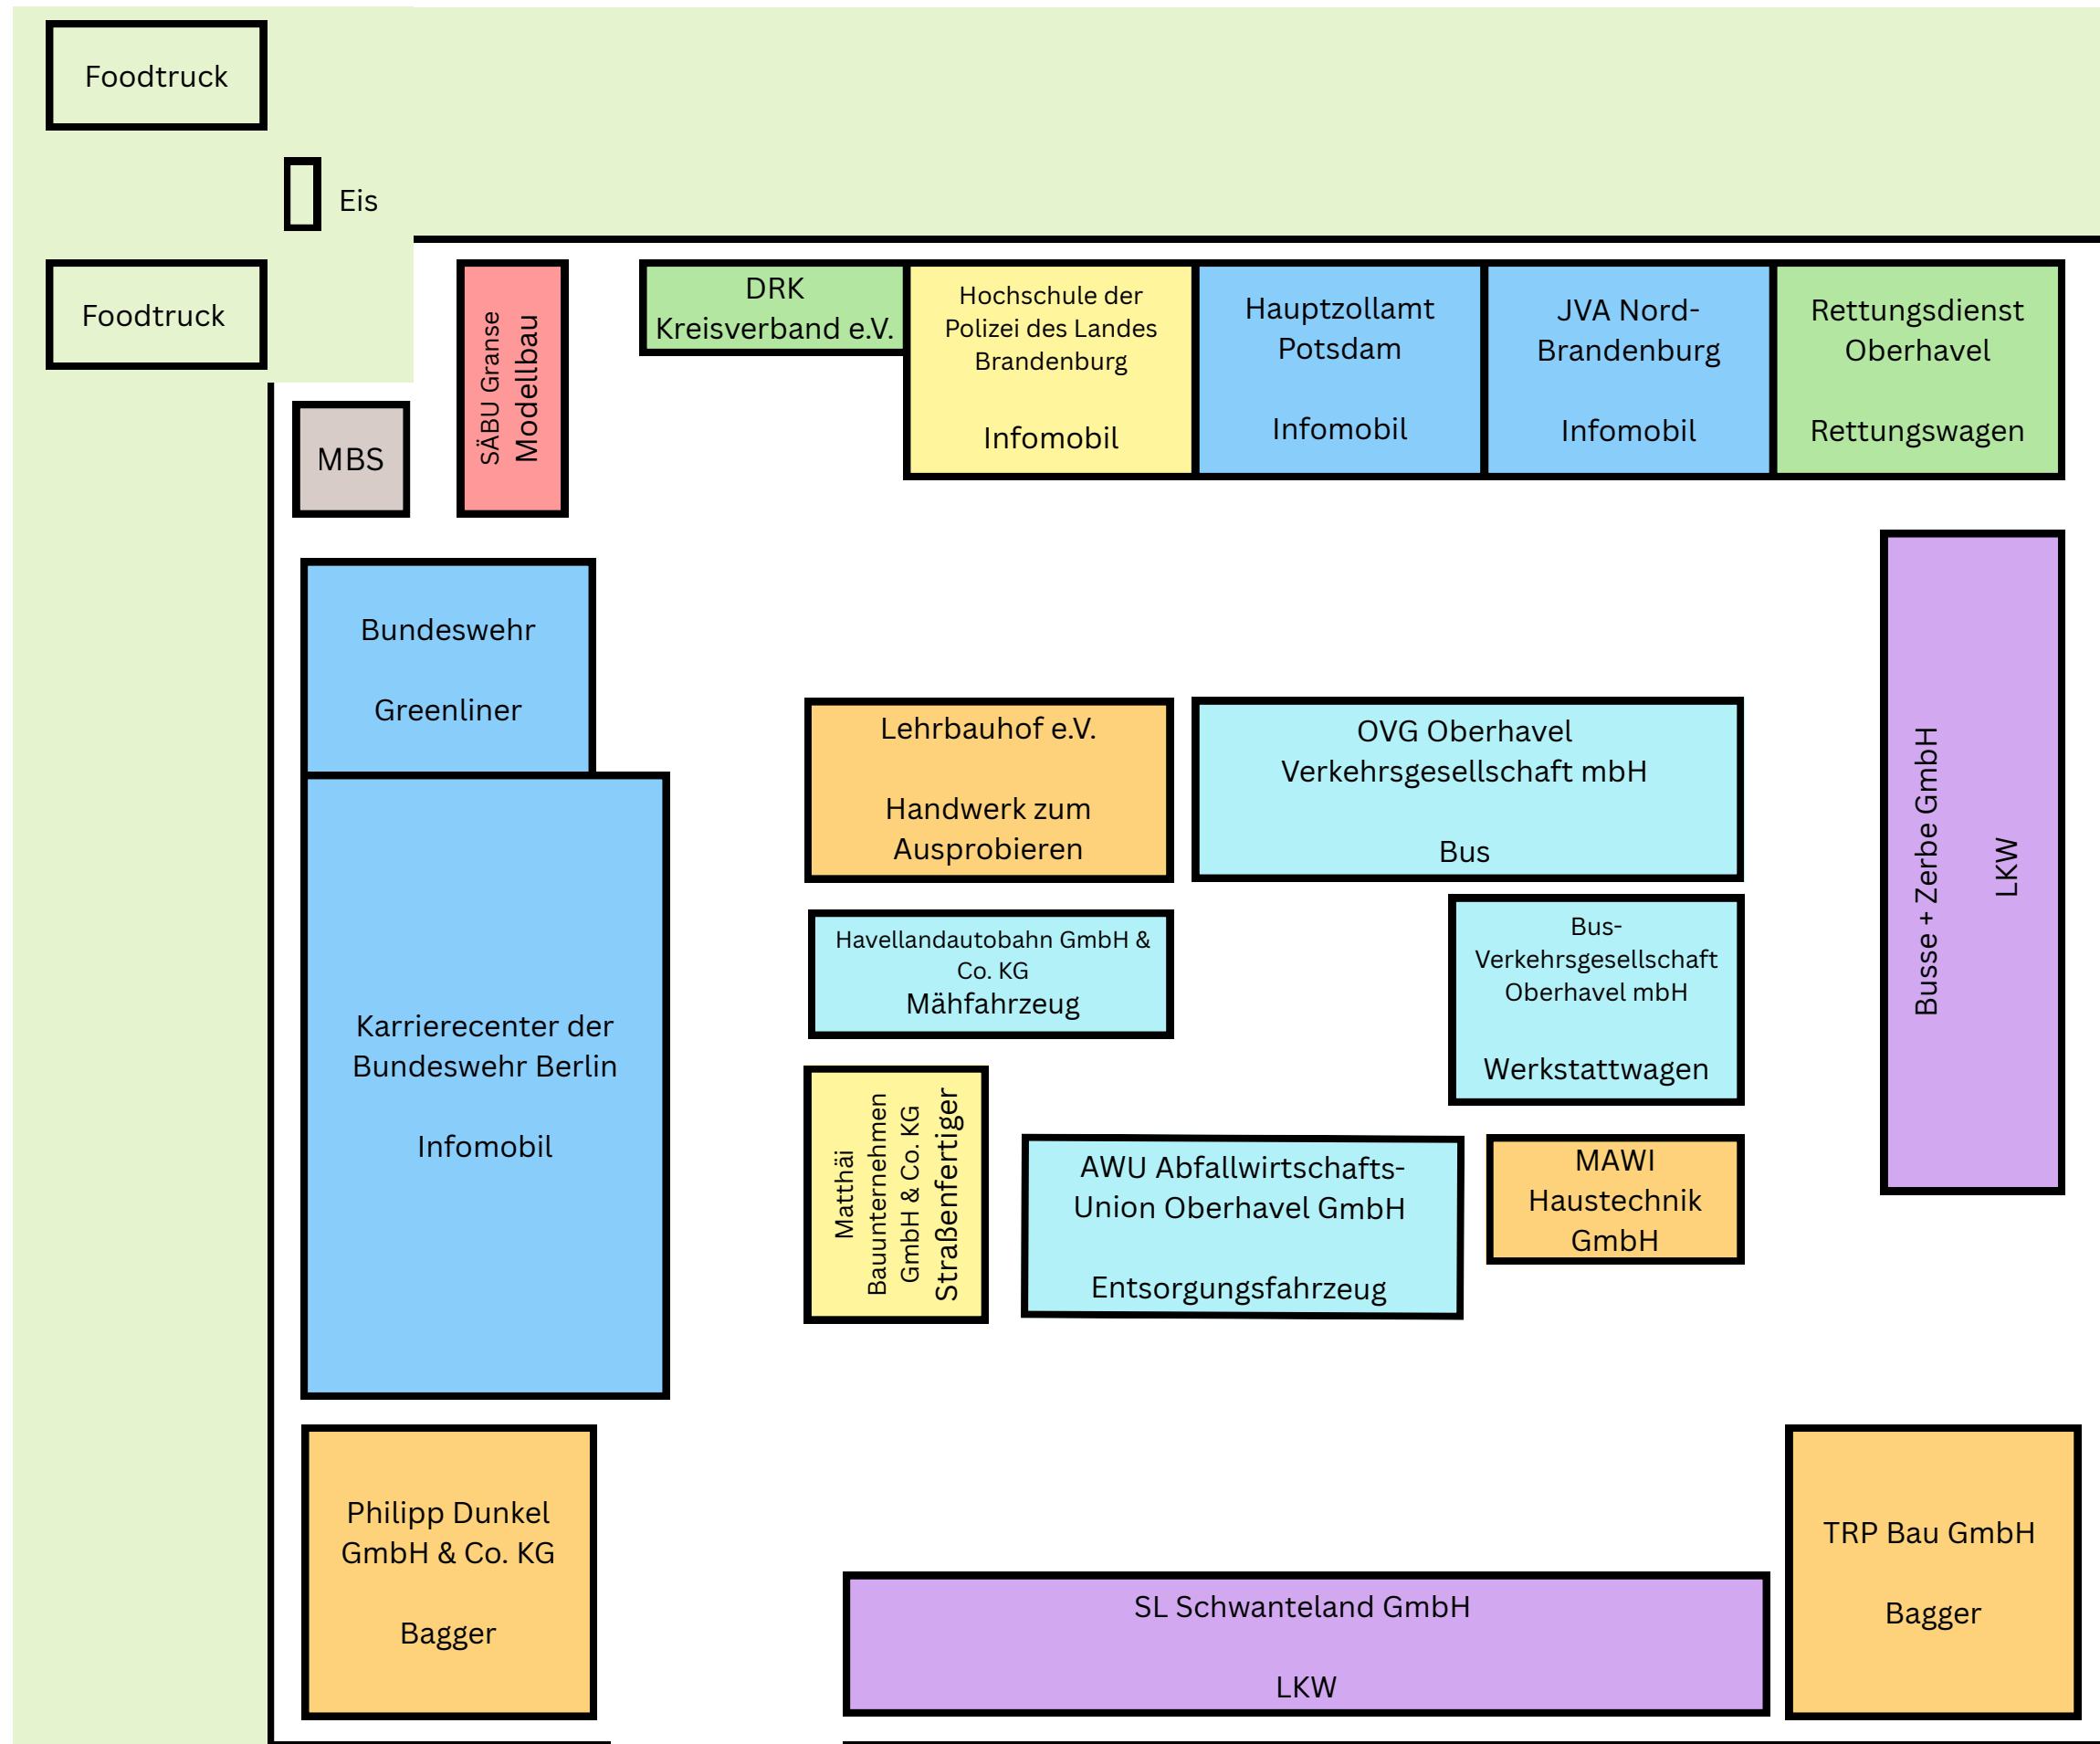 Foodtruck
Eis
Foodtruck
MBS
SÄBU Granse
Modellbau
DRK
Kreisverband e.V.
Hochschule der
Polizei des Landes
Brandenburg
Infomobil
Hauptzollamt
Potsdam
Infomobil
JVA Nord-
Brandenburg
Infomobil
Rettungsdienst
Oberhavel
Rettungswagen
Bundeswehr
Greenliner
Karrierecenter der
Bundeswehr Berlin
Infomobil
Lehrbauhof e.V.
Handwerk zum
Ausprobieren
OVG Oberhavel
Verkehrsgesellschaft mbH
Bus
Busse + Zerbe GmbH
LKW
Havellandautobahn GmbH &
Co. KG
Mähfahrzeug
Bus-
Verkehrsgesellschaft
Oberhavel mbH
Werkstattwagen
Matthäi
Bauunternehmen
GmbH & Co. KG
Straßenfertiger
AWU Abfallwirtschafts-
Union Oberhavel GmbH
Entsorgungsfahrzeug
MAWI
Haustechnik
GmbH
Philipp Dunkel
GmbH & Co. KG
Bagger
SL Schwanteland GmbH
LKW
TRP Bau GmbH
Bagger